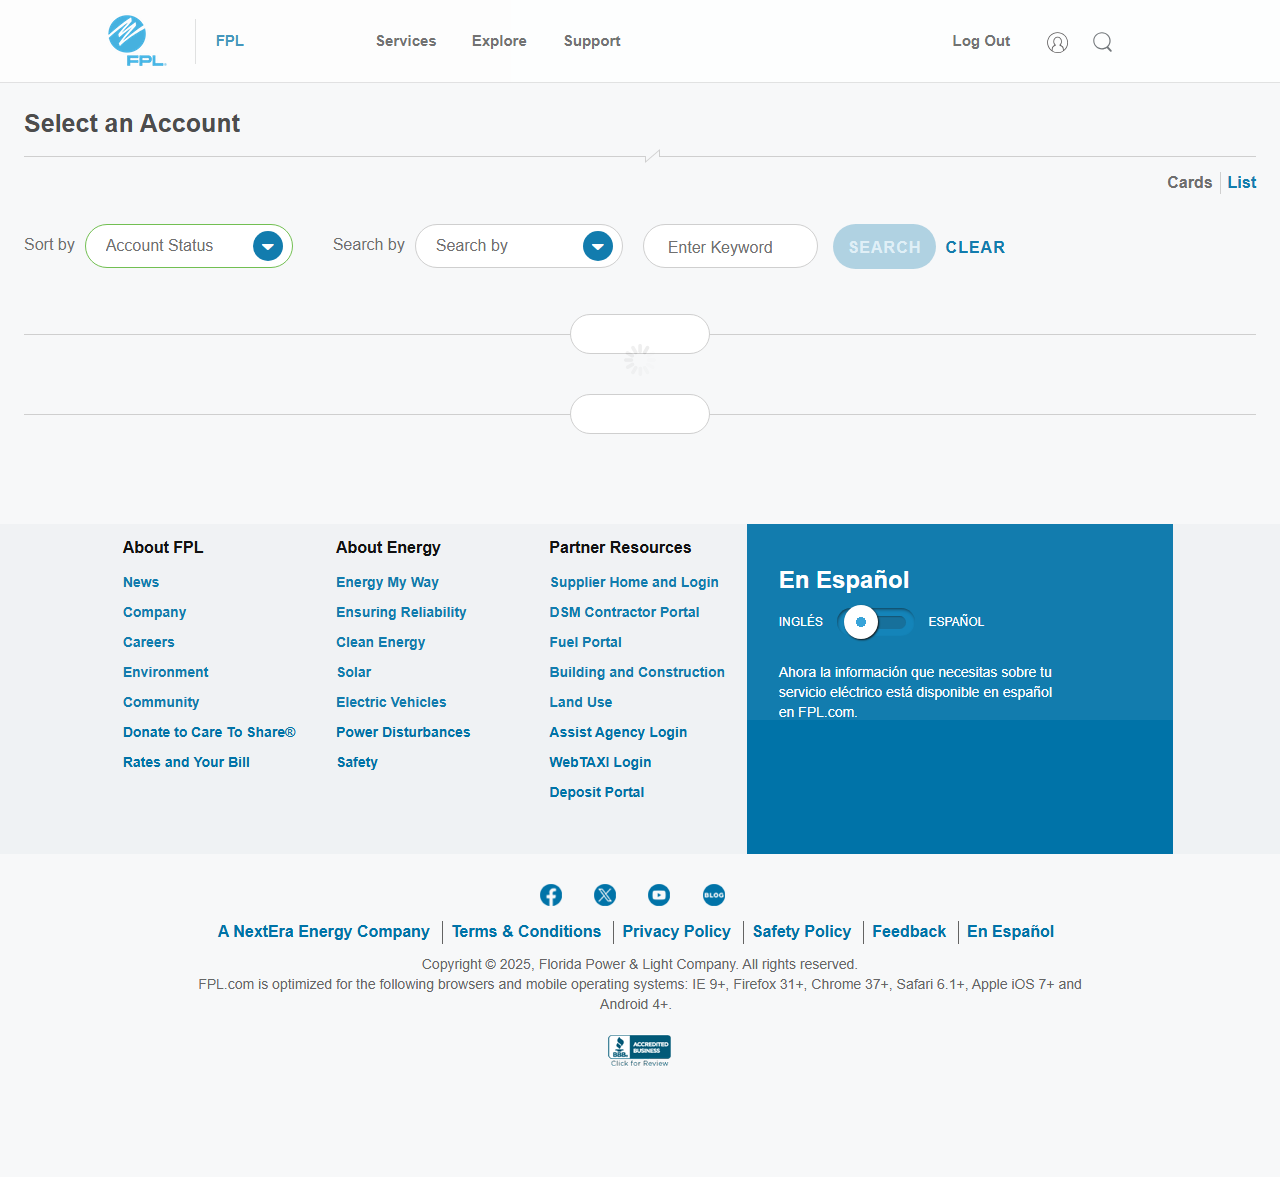 FPL
FPL
Services
Explore
Support
Log Out
Select an Account
Cards
List
Sort by
Account Status
Search by
Search by
Enter Keyword
SEARCH
CLEAR
About FPL
News
Company
Careers
Environment
Community
Donate to Care To Share®
Rates and Your Bill
About Energy
Energy My Way
Ensuring Reliability
Clean Energy
Solar
Electric Vehicles
Power Disturbances
Safety
Partner Resources
Supplier Home and Login
DSM Contractor Portal
Fuel Portal
Building and Construction
Land Use
Assist Agency Login
WebTAXI Login
Deposit Portal
En Español
INGLÉS
ESPAÑOL
Ahora la información que necesitas sobre tu
servicio eléctrico está disponible en español
en FPL.com.
BLOG
A NextEra Energy Company
Terms & Conditions
Privacy Policy
Safety Policy
Feedback
En Español
Copyright © 2025, Florida Power & Light Company. All rights reserved.
FPL.com is optimized for the following browsers and mobile operating systems: IE 9+, Firefox 31+, Chrome 37+, Safari 6.1+, Apple iOS 7+ and
Android 4+.
BBB
ACCREDITED
BUSINESS
Click for Review